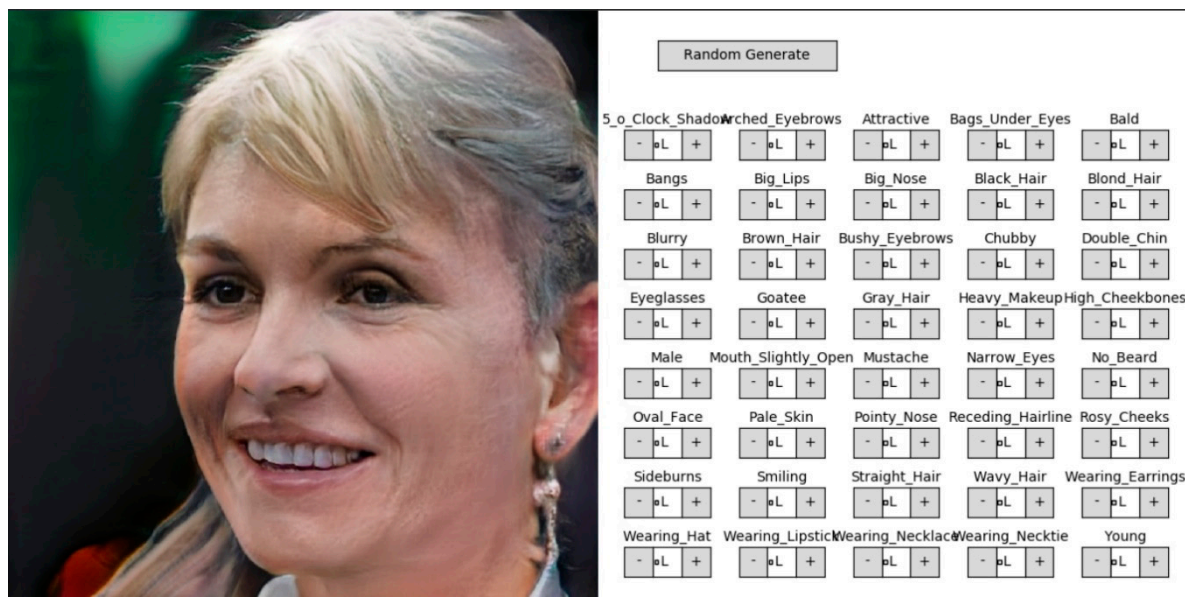 Random Generate
5_o_Clock_Shadow Arched_Eyebrows Attractive Bags_Under_Eyes Bald
- L + - L + - L + - L + - L +
Bangs Big_Lips Big_Nose Black_Hair Blond_Hair
- L + - L + - L + - L + - L +
Blurry Brown_Hair Bushy_Eyebrows Chubby Double_Chin
- L + - L + - L + - L + - L +
Eyeglasses Goatee Gray_Hair Heavy_Makeup High_Cheekbones
- L + - L + - L + - L + - L +
Male Mouth_Slightly_Open Mustache Narrow_Eyes No_Beard
- L + - L + - L + - L + - L +
Oval_Face Pale_Skin Pointy_Nose Receding_Hairline Rosy_Cheeks
- L + - L + - L + - L + - L +
Sideburns Smiling Straight_Hair Wavy_Hair Wearing_Earrings
- L + - L + - L + - L + - L +
Wearing_Hat Wearing_Lipstick Wearing_Necklace Wearing_Necktie Young
- L + - L + - L + - L + - L +